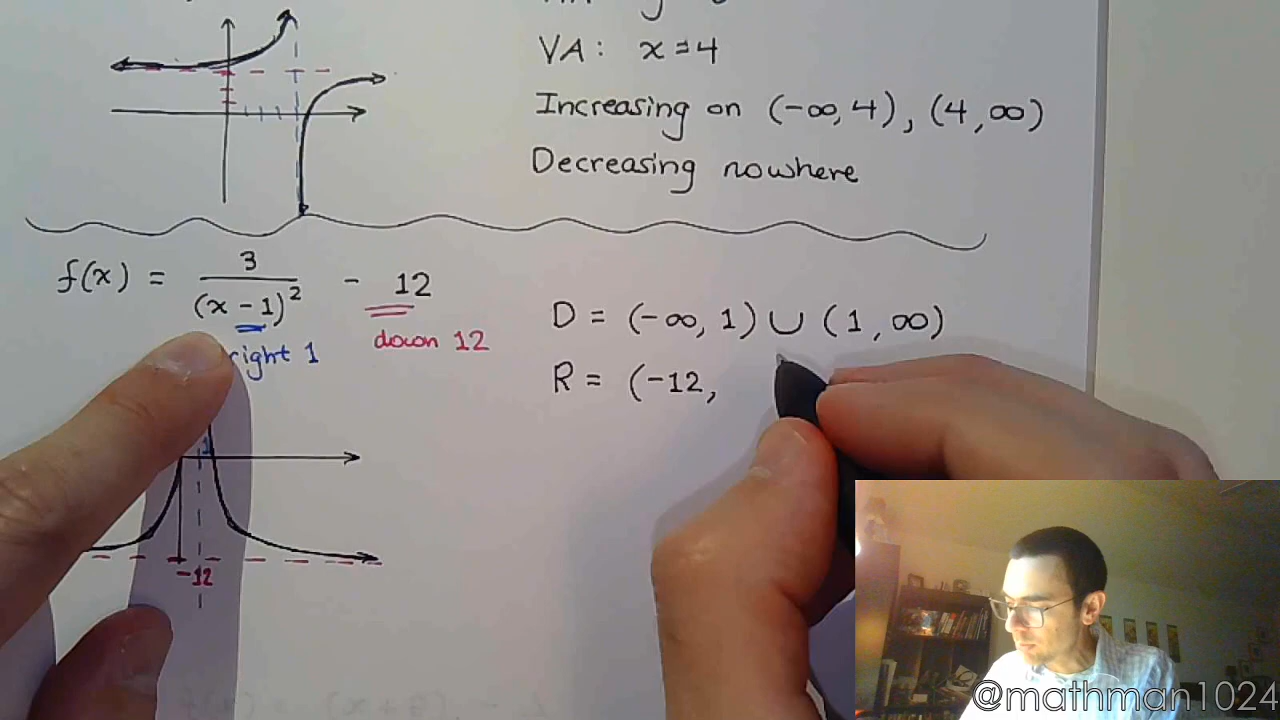 VA: x=4
Increasing on (-∞,4), (4,∞)
Decreasing nowhere
f(x) = 3/(x-1)² - 12
right 1
down 12
D = (-∞, 1) ∪ (1, ∞)
R = (-12,
-12
@mathman1024